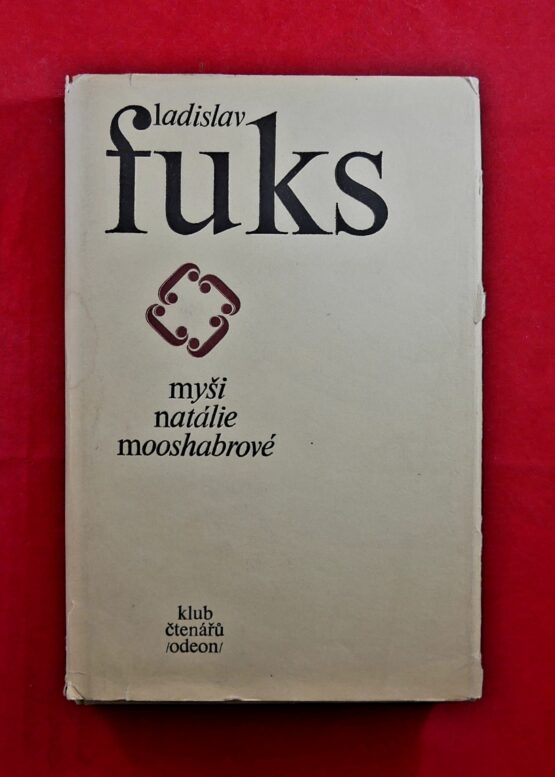 ladislav
fuks
myši
natálie
mooshabrové
klub
čtenářů
/odeon/